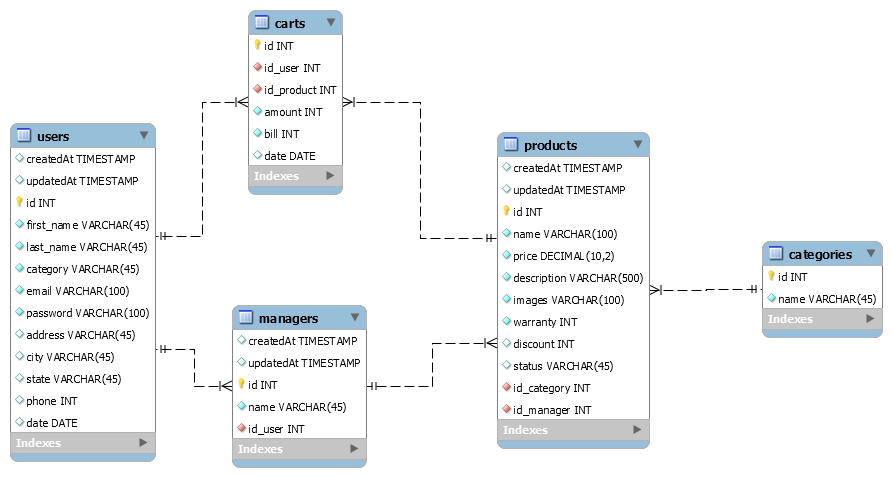 carts
id INT
id_user INT
id_product INT
amount INT
bill INT
date DATE
Indexes
users
createdAt TIMESTAMP
updatedAt TIMESTAMP
id INT
first_name VARCHAR(45)
last_name VARCHAR(45)
category VARCHAR(45)
email VARCHAR(100)
password VARCHAR(100)
address VARCHAR(45)
city VARCHAR(45)
state VARCHAR(45)
phone INT
date DATE
Indexes
managers
createdAt TIMESTAMP
updatedAt TIMESTAMP
id INT
name VARCHAR(45)
id_user INT
Indexes
products
createdAt TIMESTAMP
updatedAt TIMESTAMP
id INT
name VARCHAR(100)
price DECIMAL(10,2)
description VARCHAR(500)
images VARCHAR(100)
warranty INT
discount INT
status VARCHAR(45)
id_category INT
id_manager INT
Indexes
categories
id INT
name VARCHAR(45)
Indexes